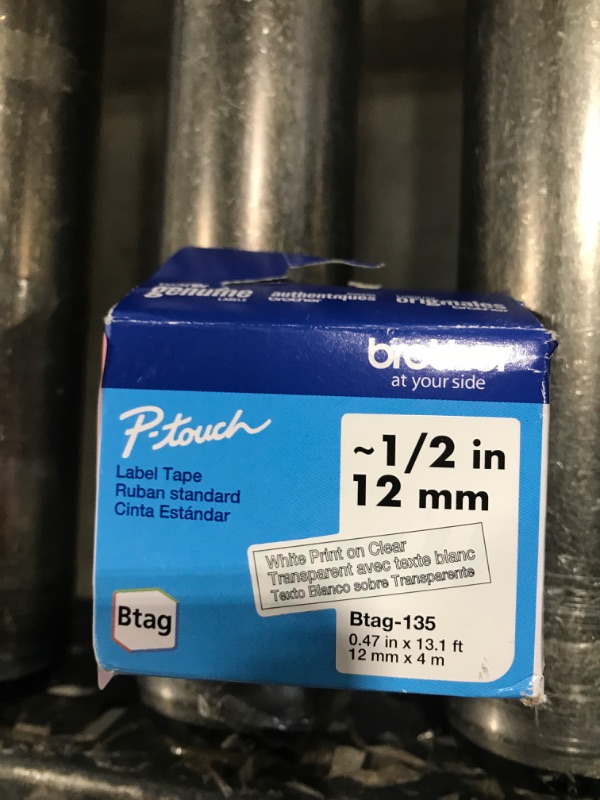 genuine
LABELS
authentiques
originales
brother
at your side
P-touch
Label Tape
Ruban standard
Cinta Estándar
~1/2 in
12 mm
White Print on Clear
Transparent avec texte blanc
Texto Blanco sobre Transparente
Btag
Btag-135
0.47 in x 13.1 ft
12 mm x 4 m